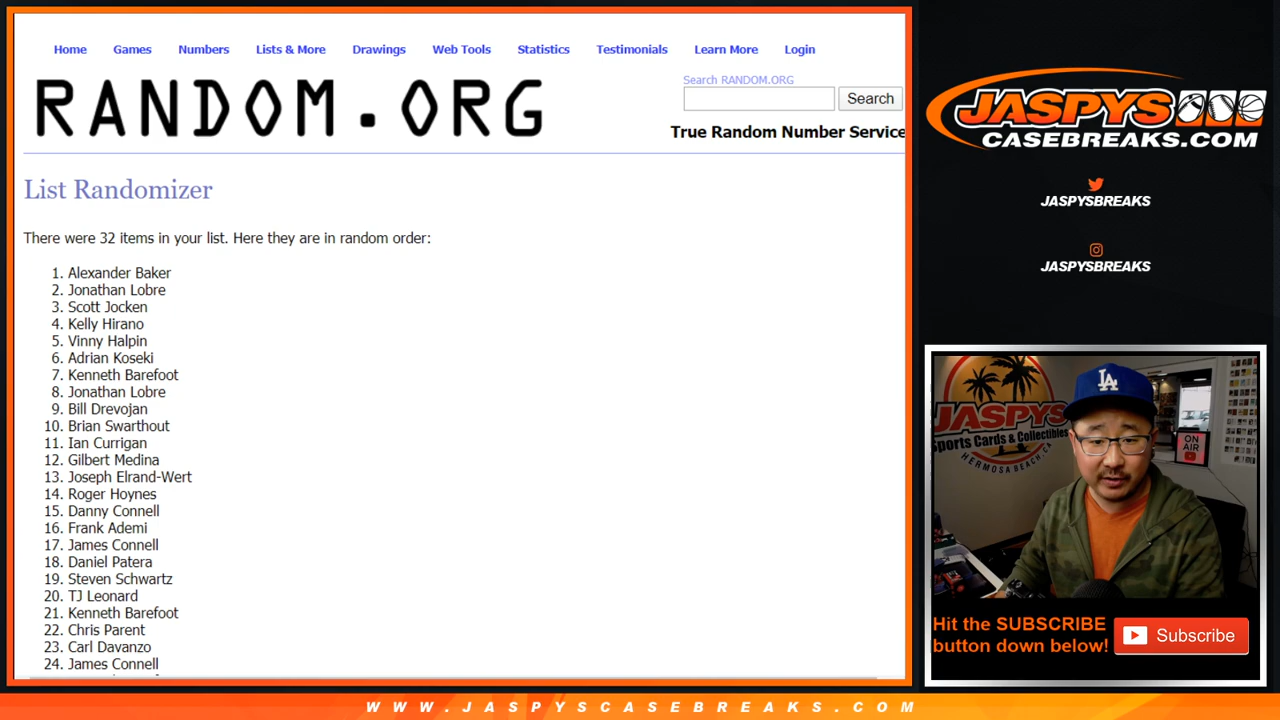 Home Games Numbers Lists & More Drawings Web Tools Statistics Testimonials Learn More Login
RANDOM.ORG
Search RANDOM.ORG
Search
True Random Number Service
List Randomizer
There were 32 items in your list. Here they are in random order:
1. Alexander Baker
2. Jonathan Lobre
3. Scott Jocken
4. Kelly Hirano
5. Vinny Halpin
6. Adrian Koseki
7. Kenneth Barefoot
8. Jonathan Lobre
9. Bill Drevojan
10. Brian Swarthout
11. Ian Currigan
12. Gilbert Medina
13. Joseph Elrand-Wert
14. Roger Hoynes
15. Danny Connell
16. Frank Ademi
17. James Connell
18. Daniel Patera
19. Steven Schwartz
20. TJ Leonard
21. Kenneth Barefoot
22. Chris Parent
23. Carl Davanzo
24. James Connell
JASPYS
CASEBREAKS.COM
JASPYSBREAKS
JASPYSBREAKS
JASPYS
Sports Cards & Collectibles
HERMOSA BEACH, CA
LA
ON
AIR
Hit the SUBSCRIBE
button down below!
Subscribe
WWW.JASPYSCASEBREAKS.COM